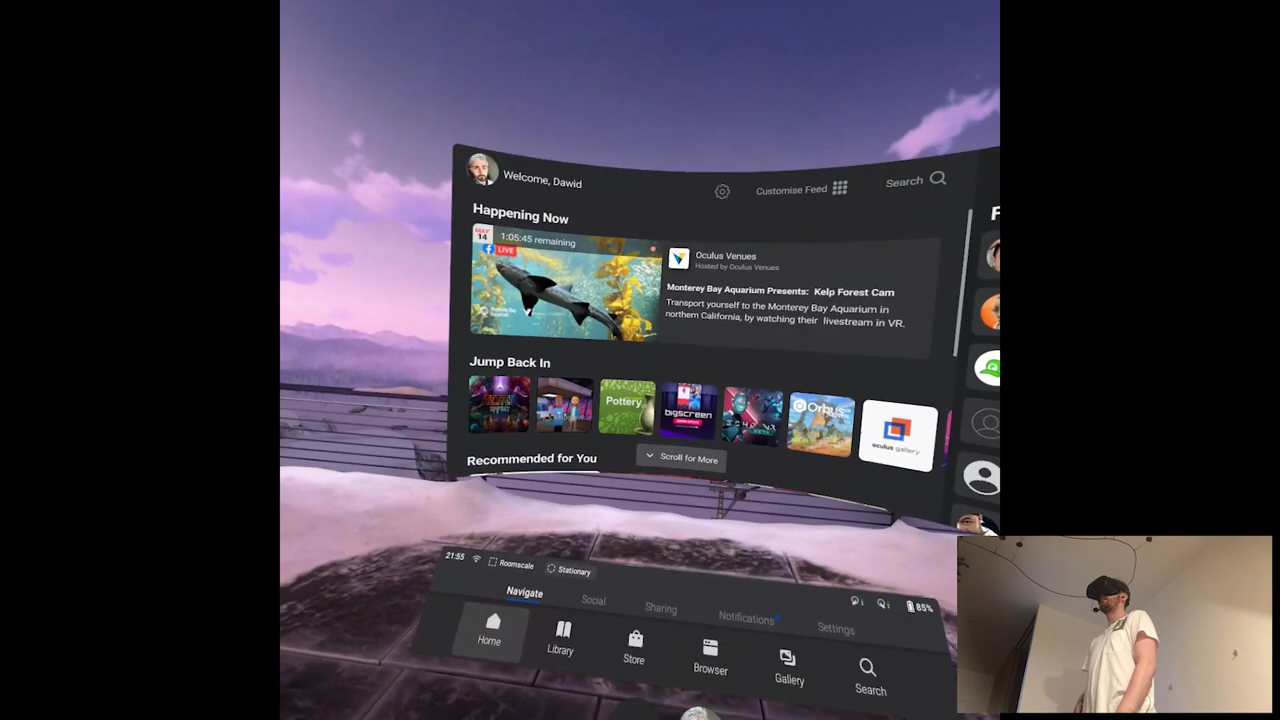 Welcome, Dawid
Customise Feed
Search
Happening Now
MAY
14
1:05:45 remaining
LIVE
Oculus Venues
Hosted by Oculus Venues
Monterey Bay Aquarium Presents: Kelp Forest Cam
Transport yourself to the Monterey Bay Aquarium in
northern California, by watching their livestream in VR.
Jump Back In
Pottery
bigscreen
Orbus
oculus gallery
Recommended for You
Scroll for More
21:55
Roomscale
Stationary
85%
Navigate
Social
Sharing
Notifications
Settings
Home
Library
Store
Browser
Gallery
Search